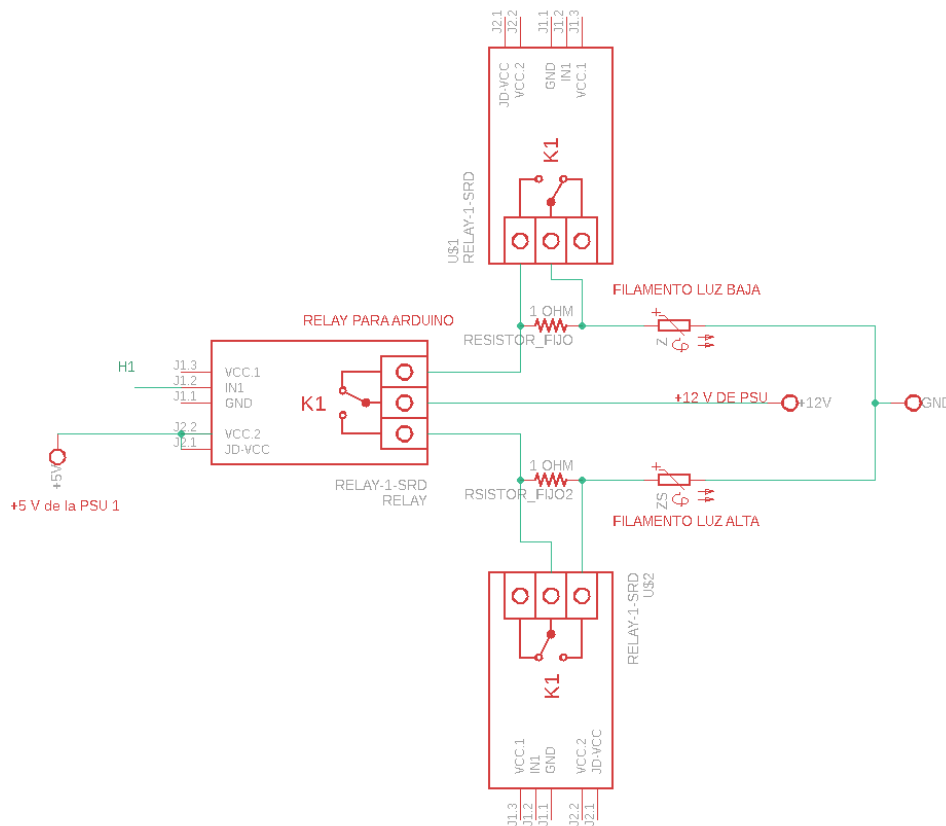 J2.1
J2.2
J1.1
J1.2
J1.3
JD-VCC
VCC.2
GND
IN1
VCC.1
K1
U$1
RELAY-1-SRD
FILAMENTO LUZ BAJA
1 OHM
RELAY PARA ARDUINO
RESISTOR_FIJO
Z
H1
J1.3
J1.2
J1.1
J2.2
J2.1
VCC.1
IN1
GND
VCC.2
JD-VCC
K1
+12 V DE PSU
+12V
GND
+5V
+5 V de la PSU 1
RELAY-1-SRD
RELAY
1 OHM
RSISTOR_FIJO2
ZS
FILAMENTO LUZ ALTA
RELAY-1-SRD
U$2
K1
VCC.1
IN1
GND
VCC.2
JD-VCC
J1.3
J1.2
J1.1
J2.2
J2.1